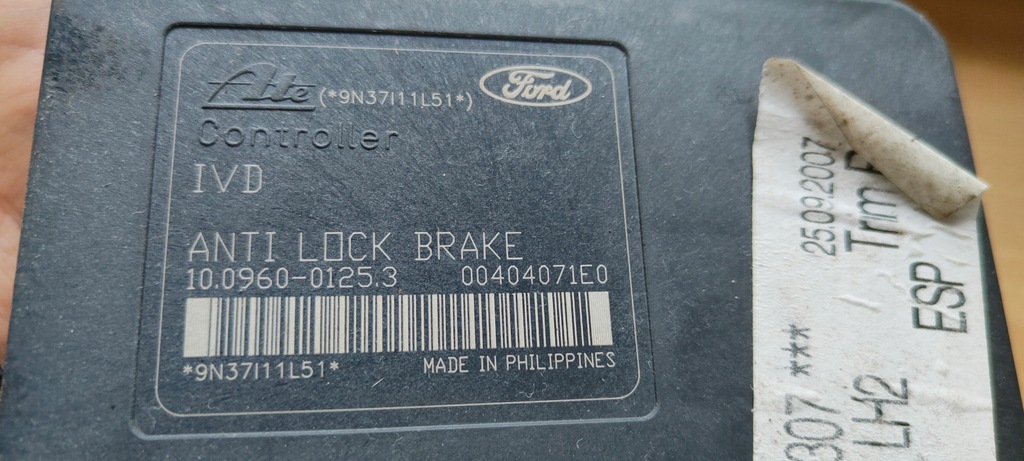 Ate (*9N37I11L51*) Ford
Controller
IVD
ANTI LOCK BRAKE
10.0960-0125.3 00404071E0
*9N37I11L51* MADE IN PHILIPPINES
307 *** 25.09.2007
LH2 Trm
ESP